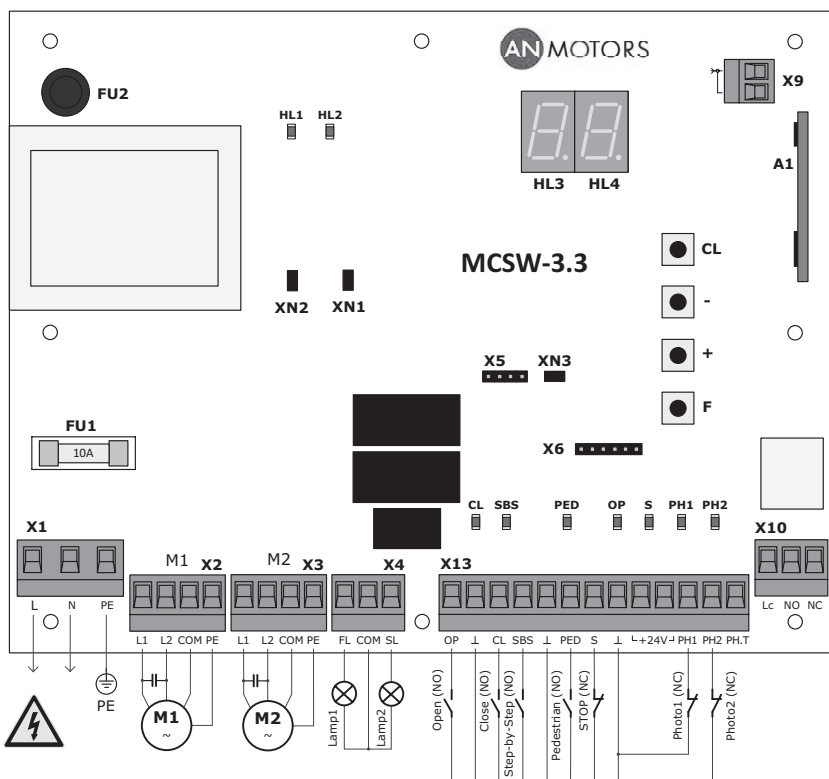 AN MOTORS
FU2
X9
HL1 HL2
A1
HL3 HL4
MCSW-3.3
CL
XN2 XN1
-
+
X5 XN3
F
FU1
10A
X6
CL SBS PED OP S PH1 PH2
X1
M1 X2
M2 X3
X4
X13
X10
L N PE
L1 L2 COM PE
L1 L2 COM PE
FL COM SL
OP ⊥ CL SBS ⊥ PED S ⊥ +24V PH1 PH2 PH.T
Lc NO NC
PE
M1
~
M2
~
Lamp1
Lamp2
Open (NO)
Close (NO)
Step-by-Step (NO)
Pedestrian (NO)
STOP (NC)
Photo1 (NC)
Photo2 (NC)